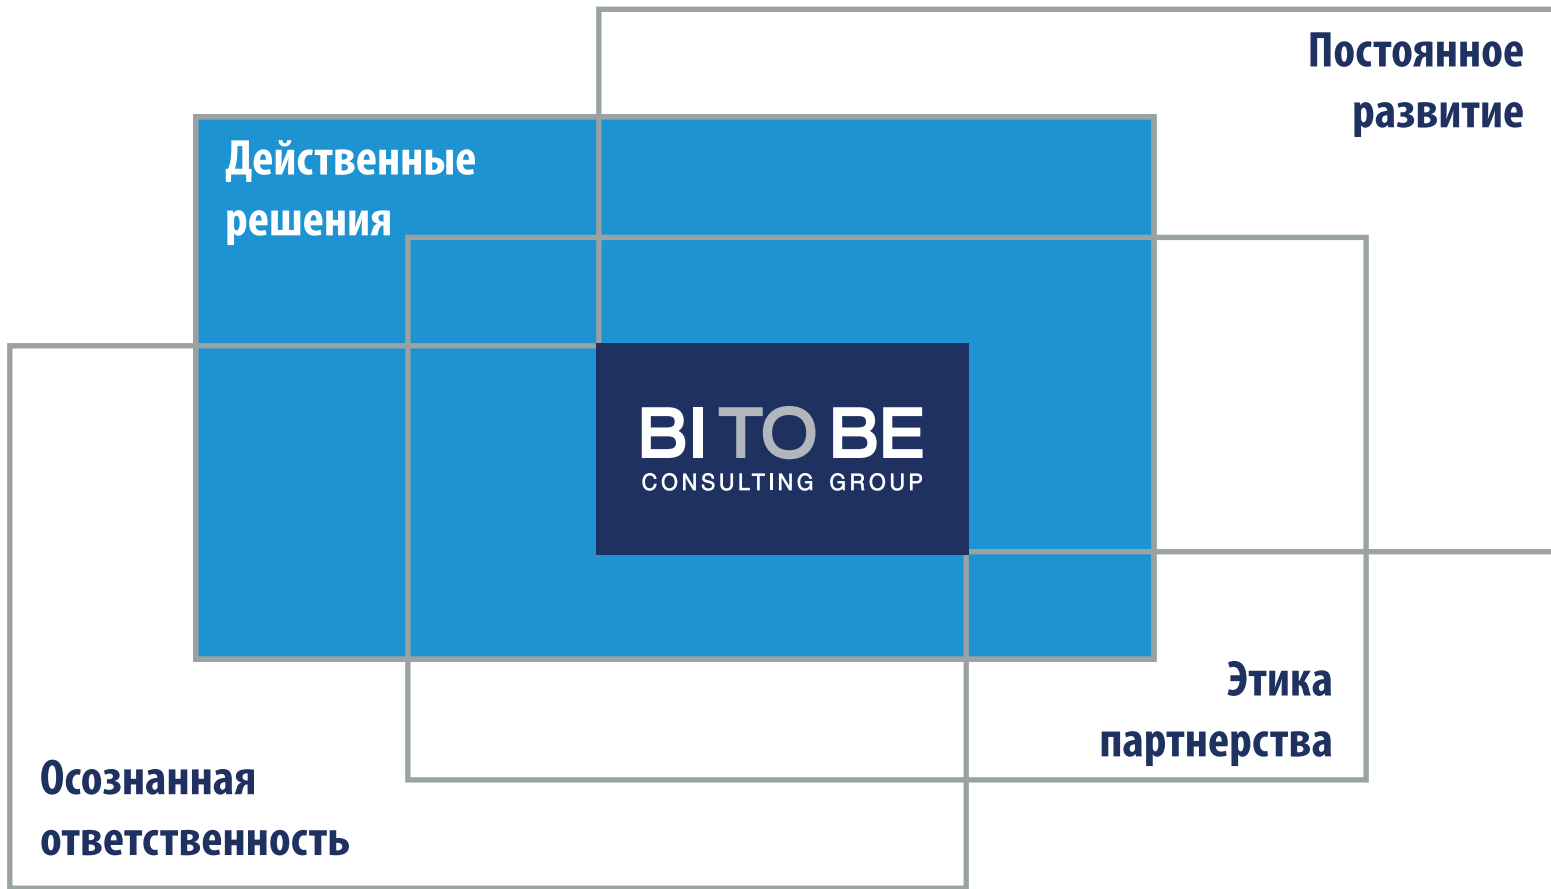 Постоянное
развитие
Действенные
решения
BI TO BE
CONSULTING GROUP
Этика
партнерства
Осознанная
ответственность